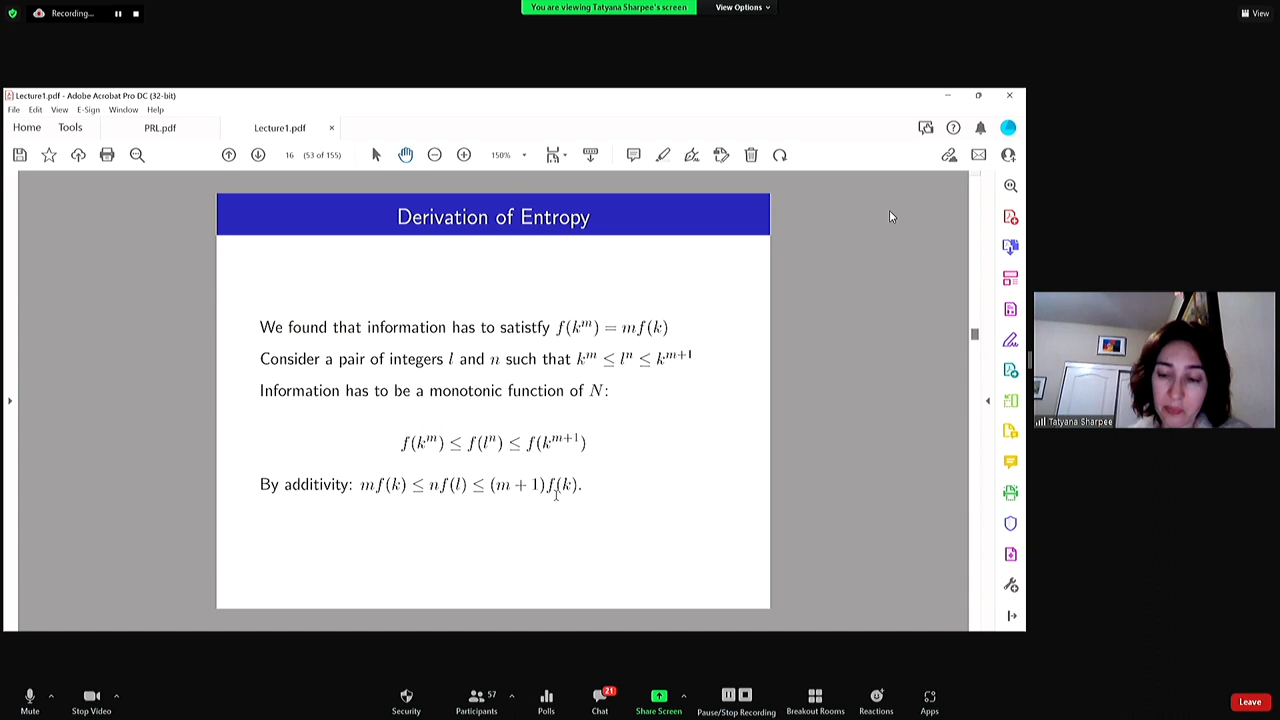 Recording...
You are viewing Tatyana Sharpee's screen
View Options
View
Lecture1.pdf - Adobe Acrobat Pro DC (32-bit)
File Edit View E-Sign Window Help
Home Tools PRL.pdf Lecture1.pdf ×
16 (53 of 155) 150%
Derivation of Entropy
We found that information has to satistfy f(k^m) = mf(k)
Consider a pair of integers l and n such that k^m ≤ l^n ≤ k^{m+1}
Information has to be a monotonic function of N:
f(k^m) ≤ f(l^n) ≤ f(k^{m+1})
By additivity: mf(k) ≤ nf(l) ≤ (m + 1)f(k).
Tatyana Sharpee
57 21
Mute Stop Video Security Participants Polls Chat Share Screen Pause/Stop Recording Breakout Rooms Reactions Apps Leave